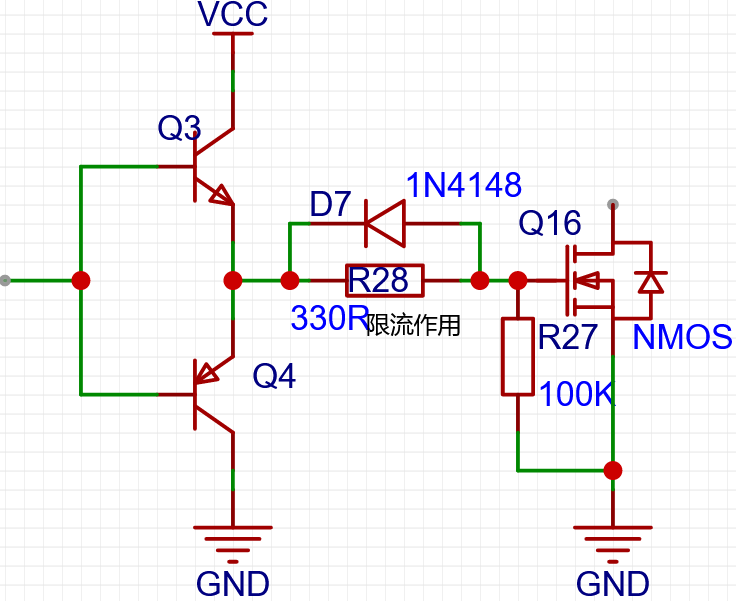 VCC
Q3
D7
1N4148
Q16
R28
330R
限流作用
R27
NMOS
Q4
100K
GND
GND